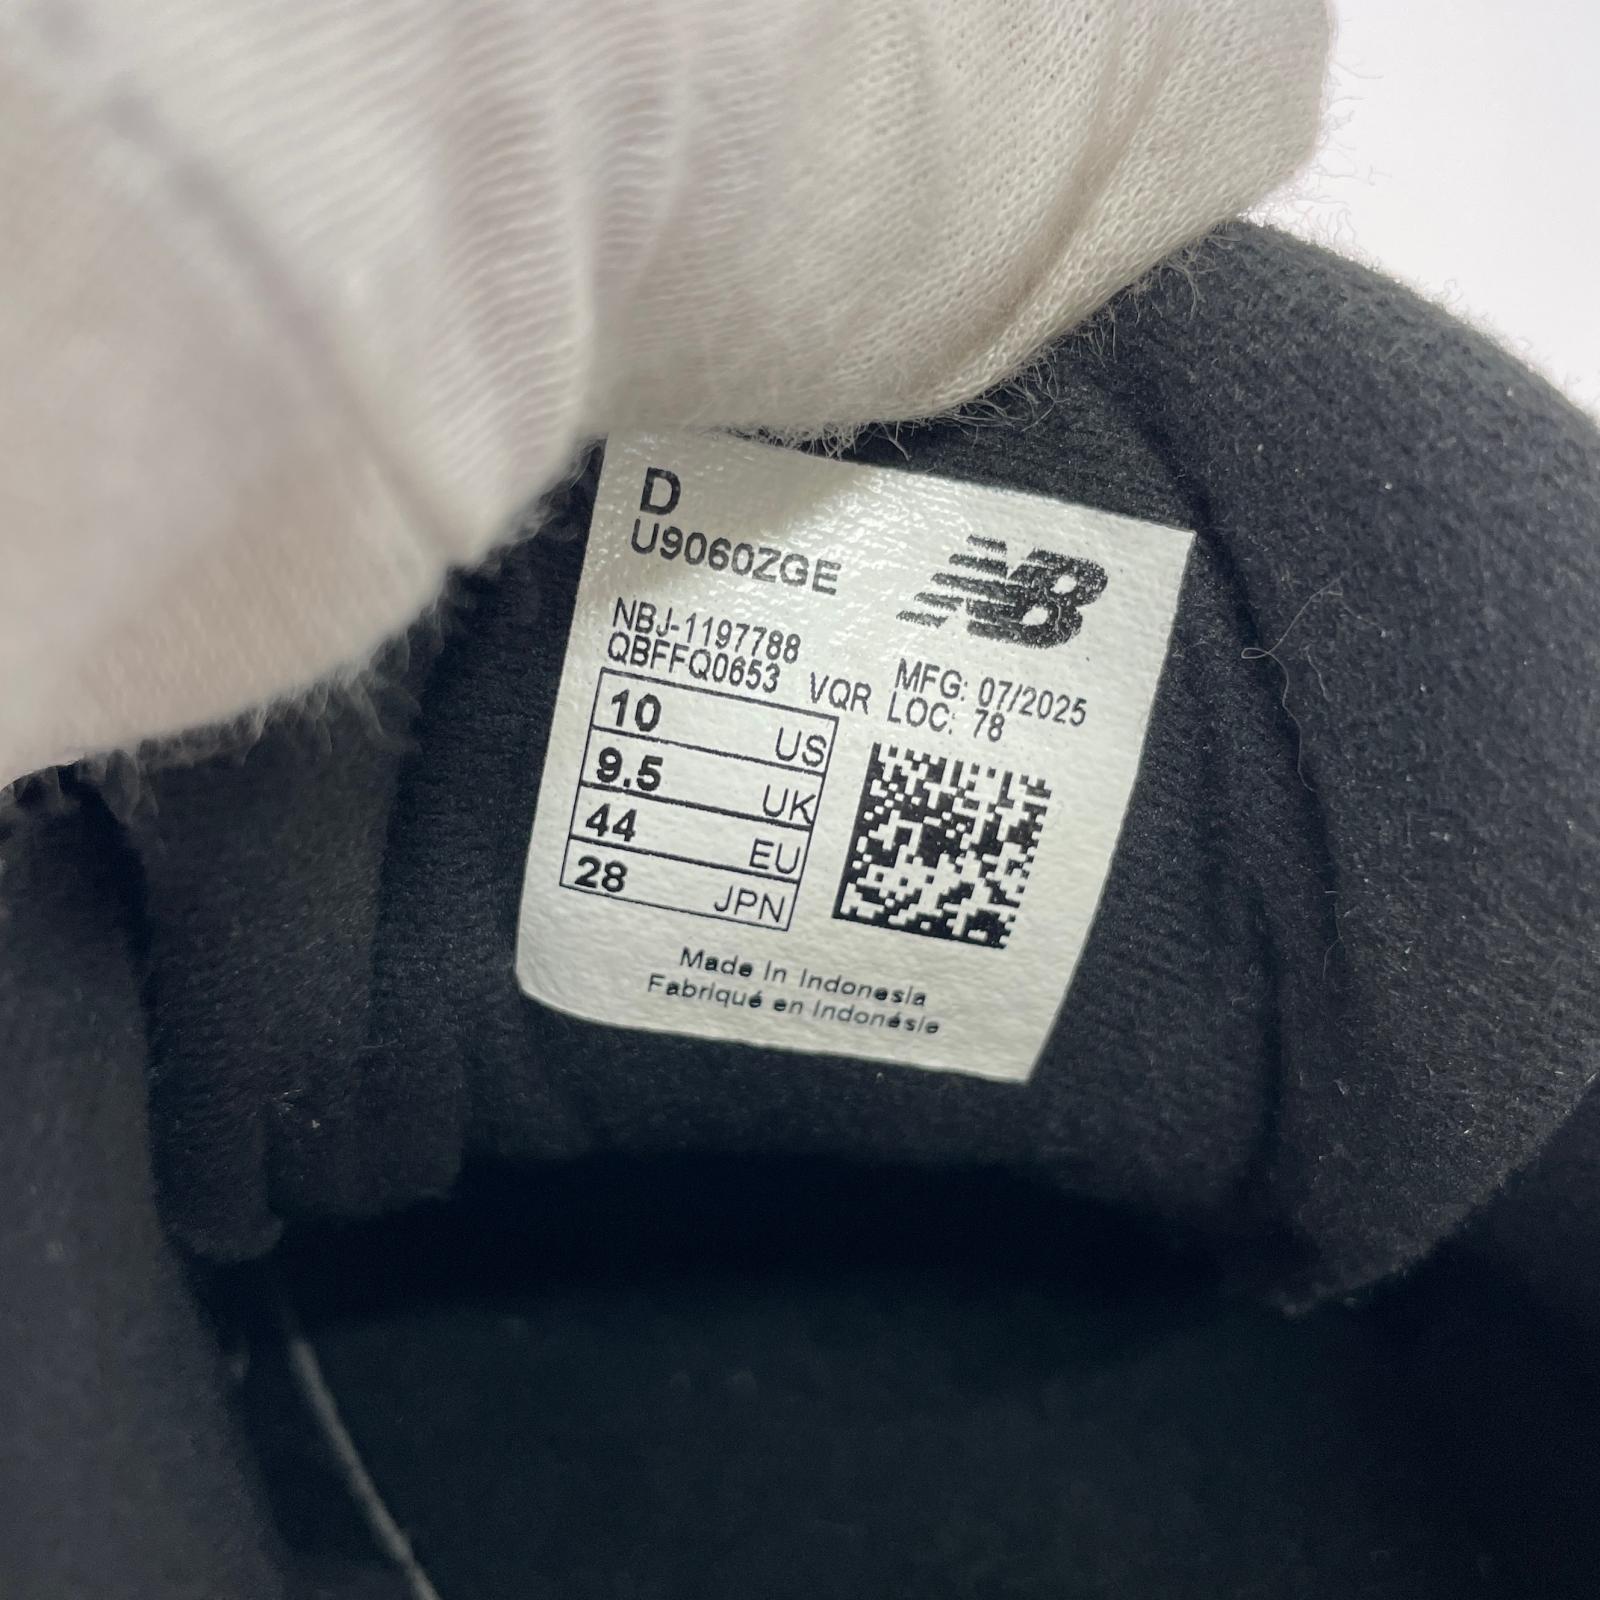 D
U9060ZGE
NB
NBJ-1197788
QBFFQ0653 VQR
MFG: 07/2025
LOC: 78
10 US
9.5 UK
44 EU
28 JPN
Made In Indonesia
Fabriqué en Indonésie